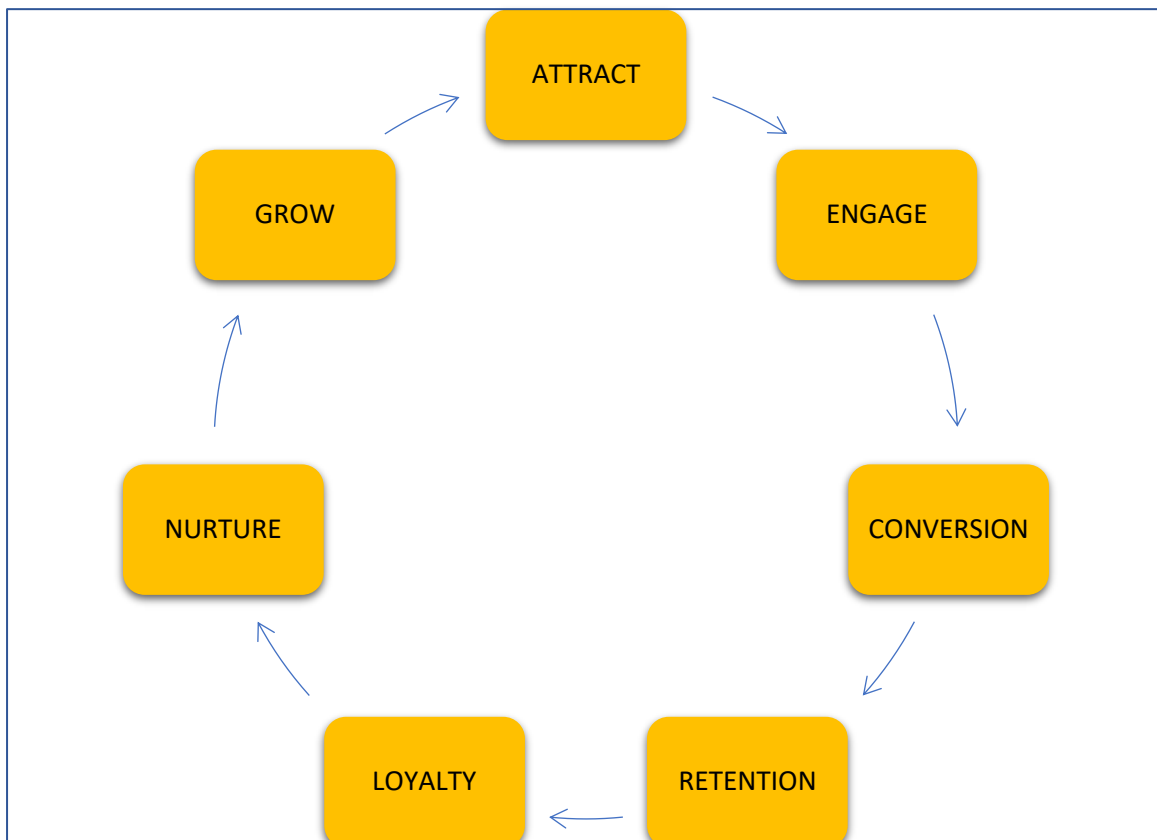 ATTRACT
ENGAGE
CONVERSION
RETENTION
LOYALTY
NURTURE
GROW